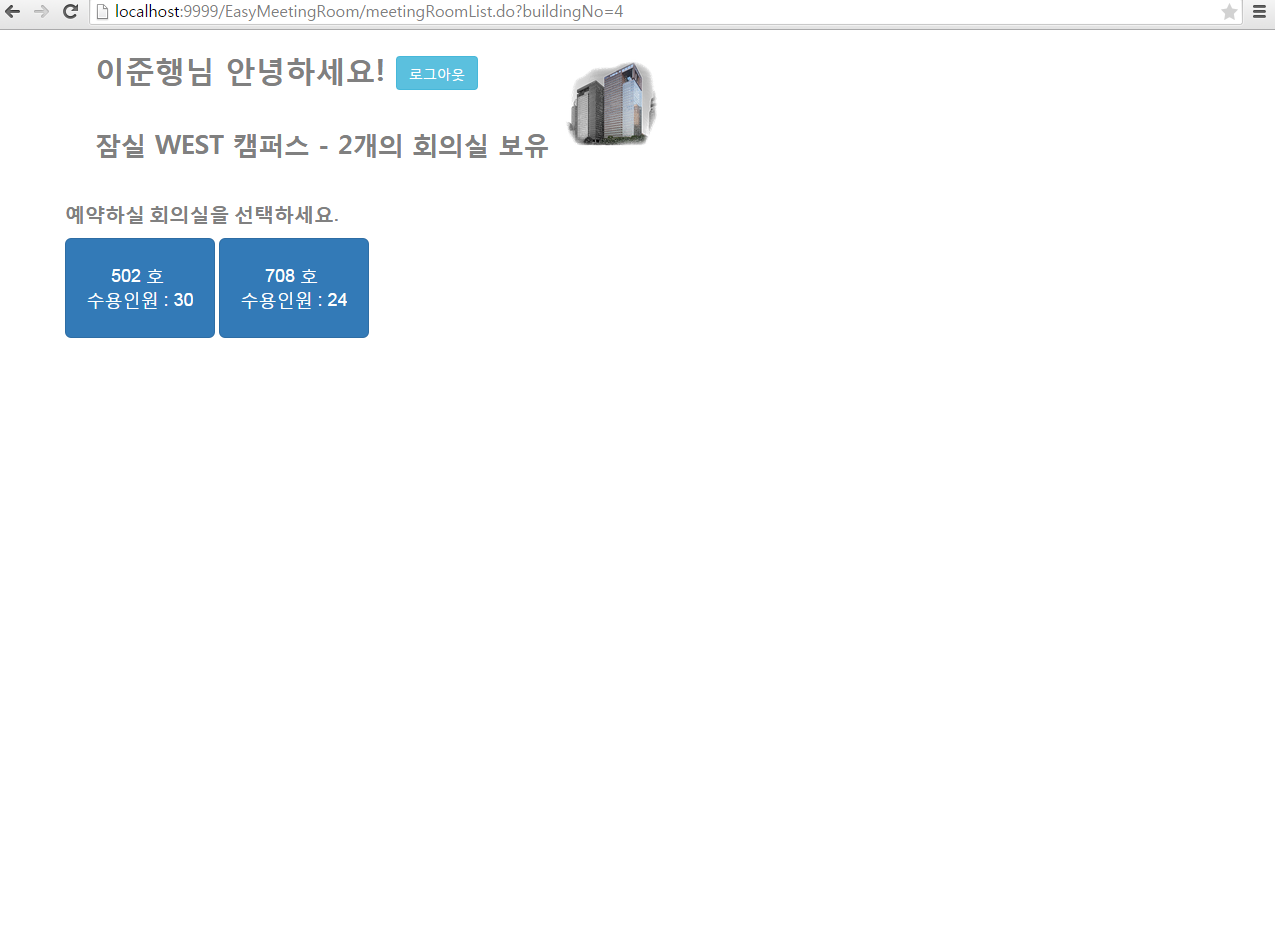 localhost:9999/EasyMeetingRoom/meetingRoomList.do?buildingNo=4
이준행님 안녕하세요! 로그아웃
잠실 WEST 캠퍼스 - 2개의 회의실 보유
예약하실 회의실을 선택하세요.
502 호
수용인원 : 30
708 호
수용인원 : 24